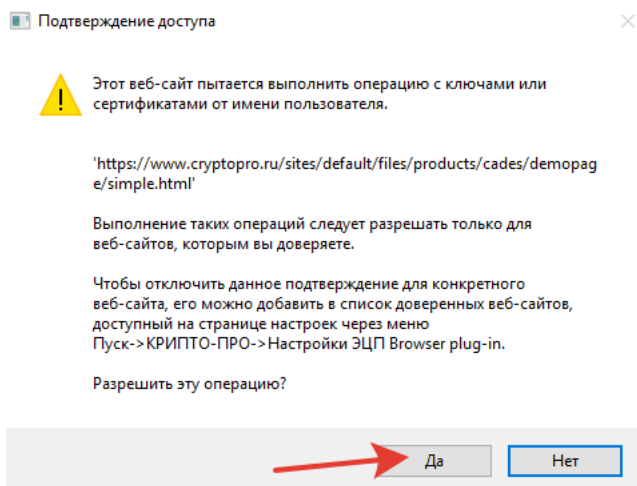 Подтверждение доступа
Этот веб-сайт пытается выполнить операцию с ключами или
сертификатами от имени пользователя.
'https://www.cryptopro.ru/sites/default/files/products/cades/demopag
e/simple.html'
Выполнение таких операций следует разрешать только для
веб-сайтов, которым вы доверяете.
Чтобы отключить данное подтверждение для конкретного
веб-сайта, его можно добавить в список доверенных веб-сайтов,
доступный на странице настроек через меню
Пуск->КРИПТО-ПРО->Настройки ЭЦП Browser plug-in.
Разрешить эту операцию?
Да
Нет